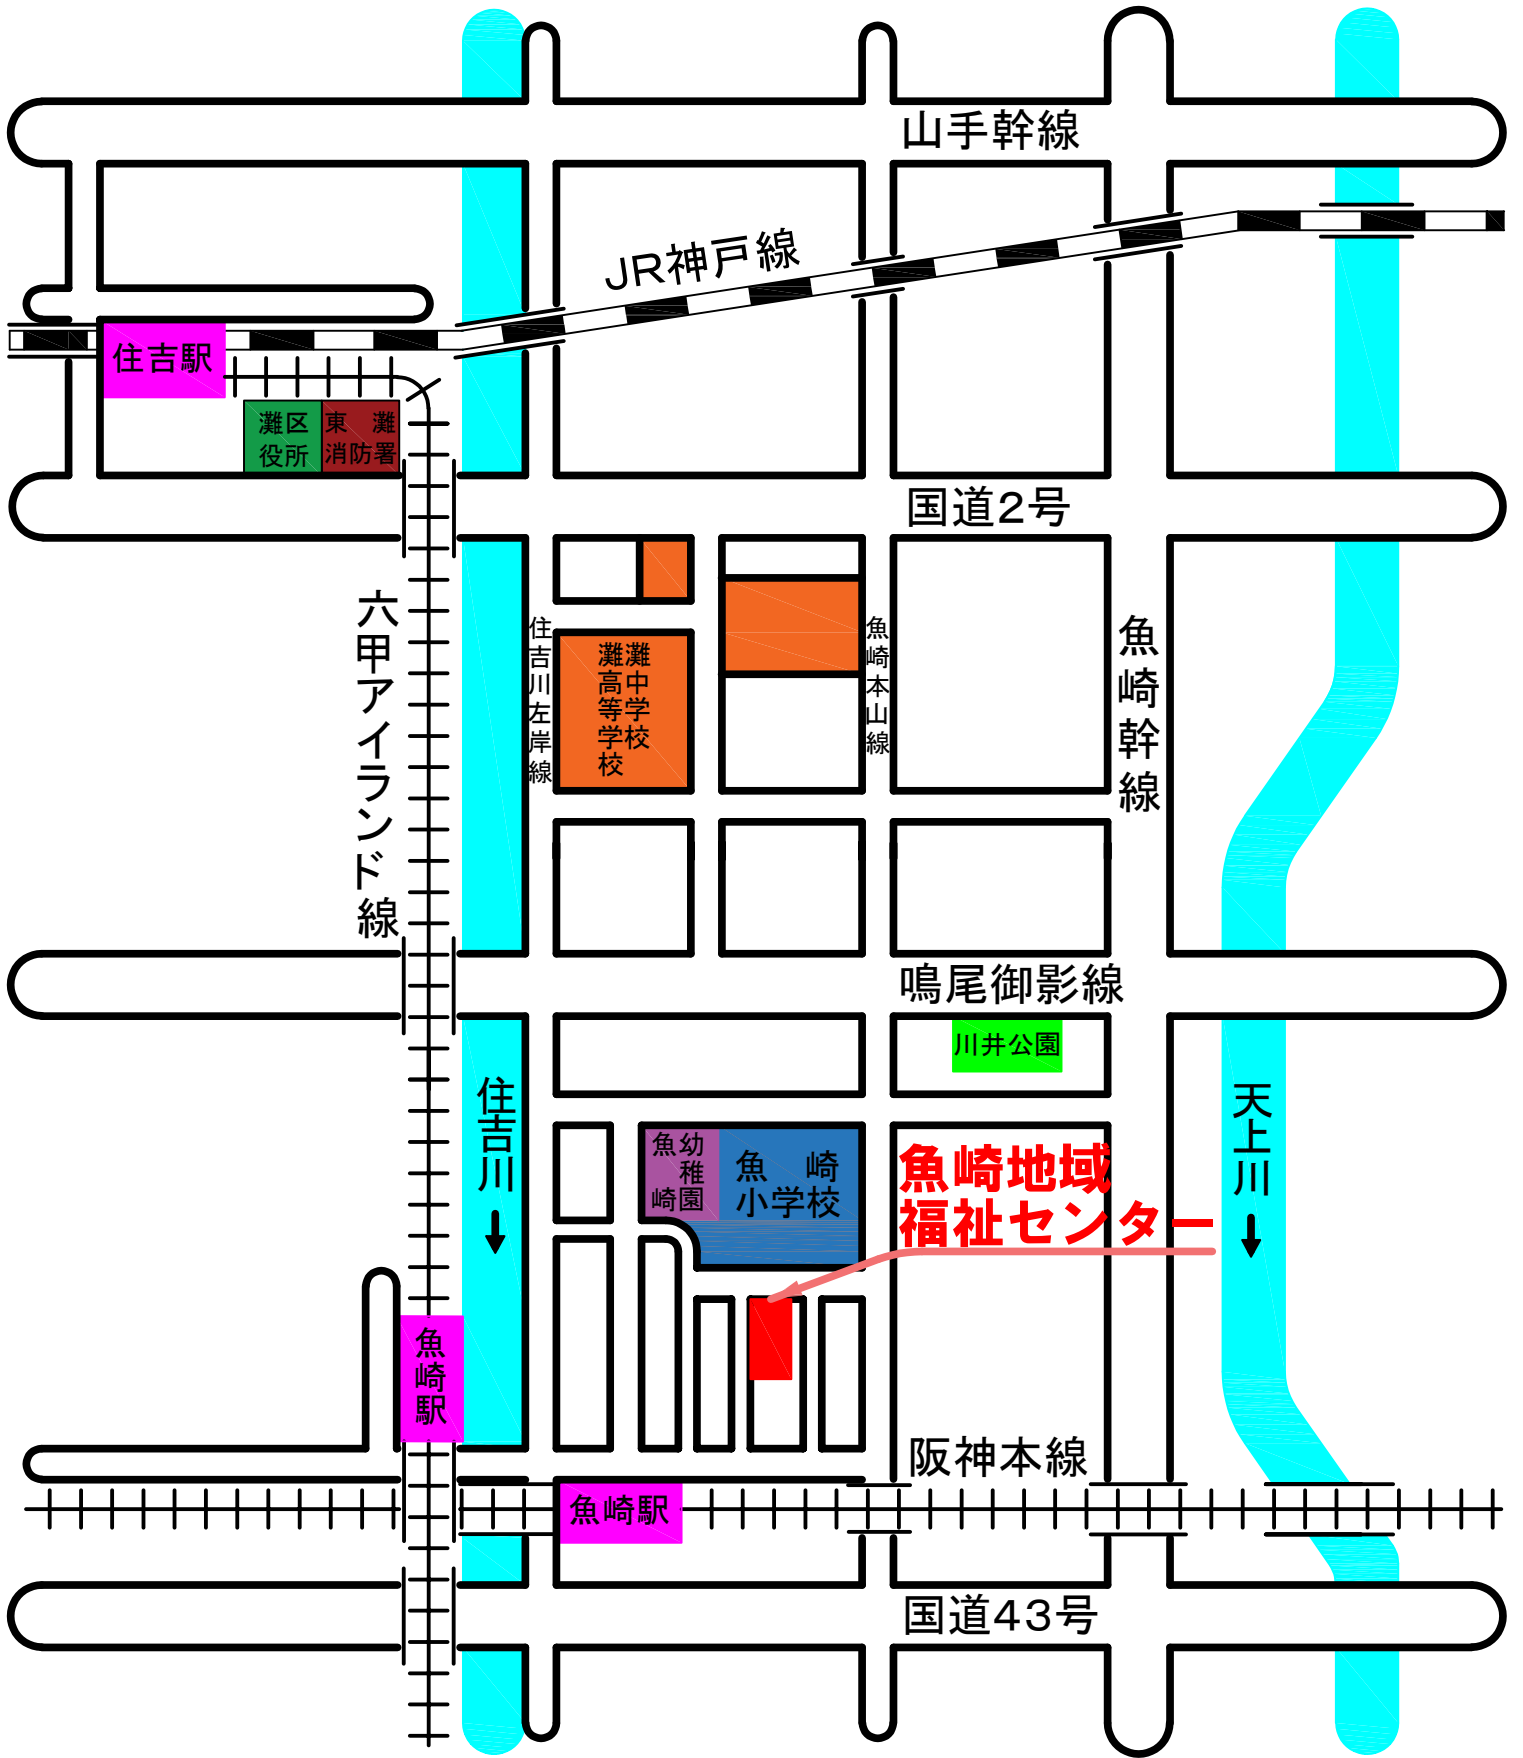 山手幹線
JR神戸線
住吉駅
灘区
役所
東　灘
消防署
国道2号
六甲アイランド線
住吉川左岸線
灘中学校
灘高等学校
魚崎本山線
魚崎幹線
鳴尾御影線
川井公園
住吉川
天上川
幼稚園
魚崎
魚　崎
小学校
魚崎地域
福祉センター
魚崎駅
阪神本線
魚崎駅
国道43号